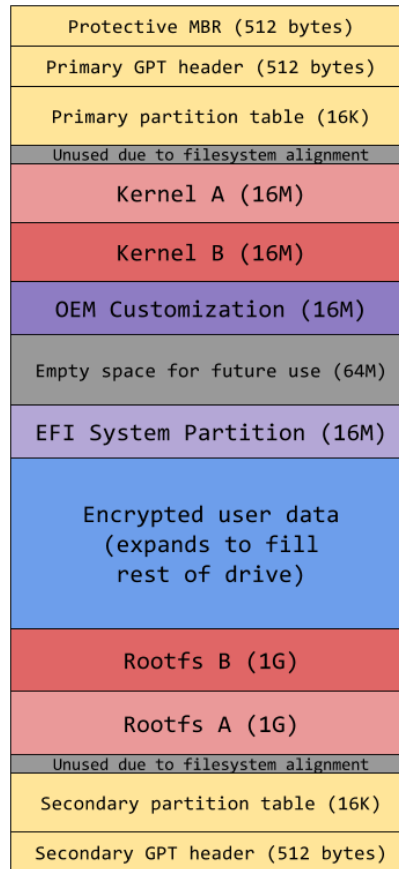 Protective MBR (512 bytes)
Primary GPT header (512 bytes)
Primary partition table (16K)
Unused due to filesystem alignment
Kernel A (16M)
Kernel B (16M)
OEM Customization (16M)
Empty space for future use (64M)
EFI System Partition (16M)
Encrypted user data
(expands to fill
rest of drive)
Rootfs B (1G)
Rootfs A (1G)
Unused due to filesystem alignment
Secondary partition table (16K)
Secondary GPT header (512 bytes)